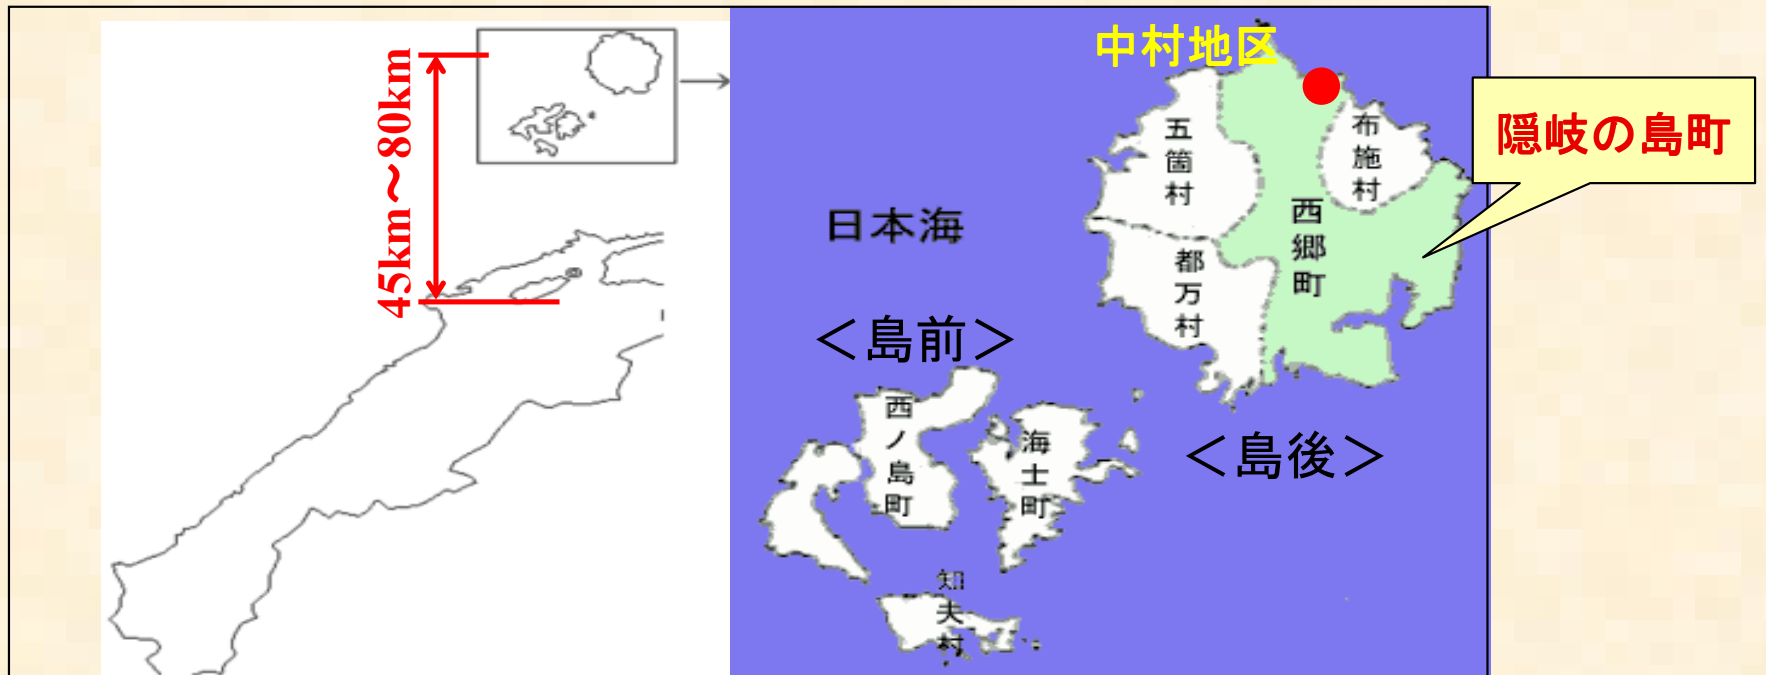 45km～80km
中村地区
隠岐の島町
五箇村
布施村
西郷町
都万村
日本海
＜島前＞
＜島後＞
西ノ島町
海士町
知夫村